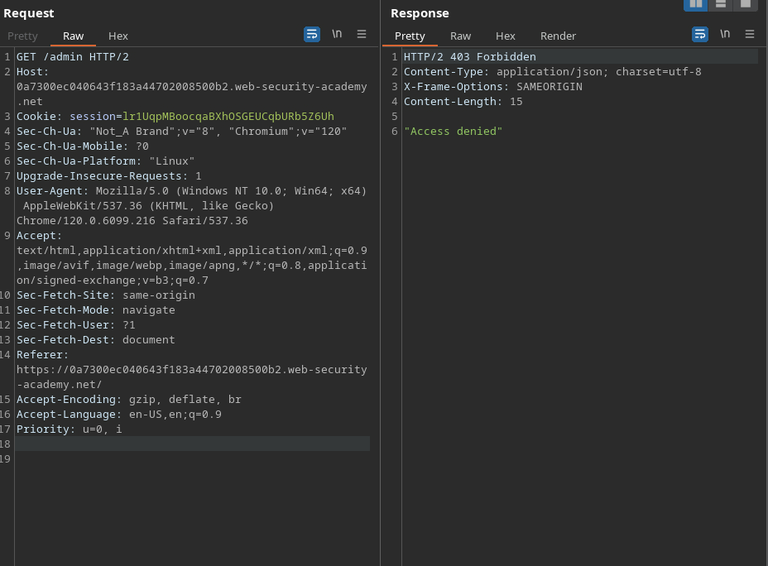 Request
Pretty Raw Hex \n
1 GET /admin HTTP/2
2 Host:
0a7300ec040643f183a44702008500b2.web-security-academy
.net
3 Cookie: session=lr1UqpMBoocqaBXhOSGEUCqbURb5Z6Uh
4 Sec-Ch-Ua: "Not_A Brand";v="8", "Chromium";v="120"
5 Sec-Ch-Ua-Mobile: ?0
6 Sec-Ch-Ua-Platform: "Linux"
7 Upgrade-Insecure-Requests: 1
8 User-Agent: Mozilla/5.0 (Windows NT 10.0; Win64; x64)
AppleWebKit/537.36 (KHTML, like Gecko)
Chrome/120.0.6099.216 Safari/537.36
9 Accept:
text/html,application/xhtml+xml,application/xml;q=0.9
,image/avif,image/webp,image/apng,*/*;q=0.8,applicati
on/signed-exchange;v=b3;q=0.7
10 Sec-Fetch-Site: same-origin
11 Sec-Fetch-Mode: navigate
12 Sec-Fetch-User: ?1
13 Sec-Fetch-Dest: document
14 Referer:
https://0a7300ec040643f183a44702008500b2.web-security
-academy.net/
15 Accept-Encoding: gzip, deflate, br
16 Accept-Language: en-US,en;q=0.9
17 Priority: u=0, i
18
19
Response
Pretty Raw Hex Render \n
1 HTTP/2 403 Forbidden
2 Content-Type: application/json; charset=utf-8
3 X-Frame-Options: SAMEORIGIN
4 Content-Length: 15
5
6 "Access denied"